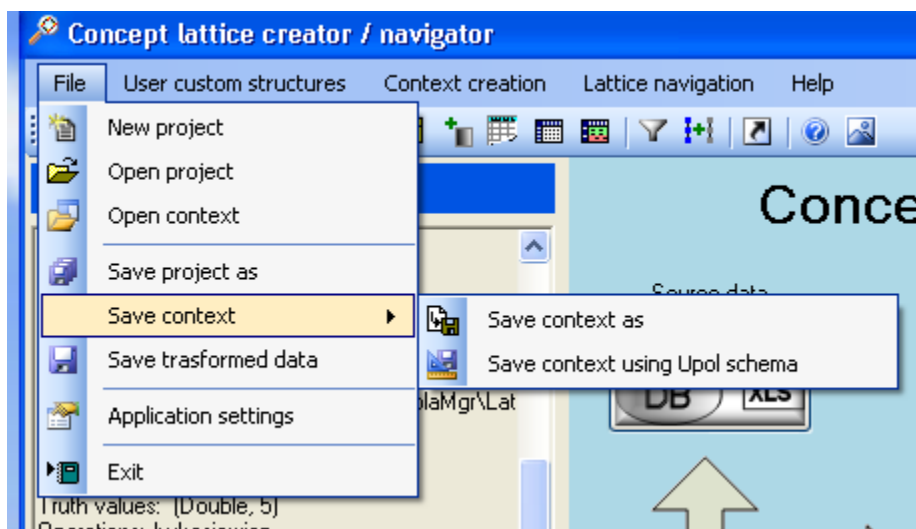 Concept lattice creator / navigator
File User custom structures Context creation Lattice navigation Help
New project
Open project
Open context
Conce
Save project as
Source data
Save context
Save context as
Save trasformed data
Save context using Upol schema
DB XLS
Application settings
olaMgr\Lat
Exit
Truth values: (Double, 5)